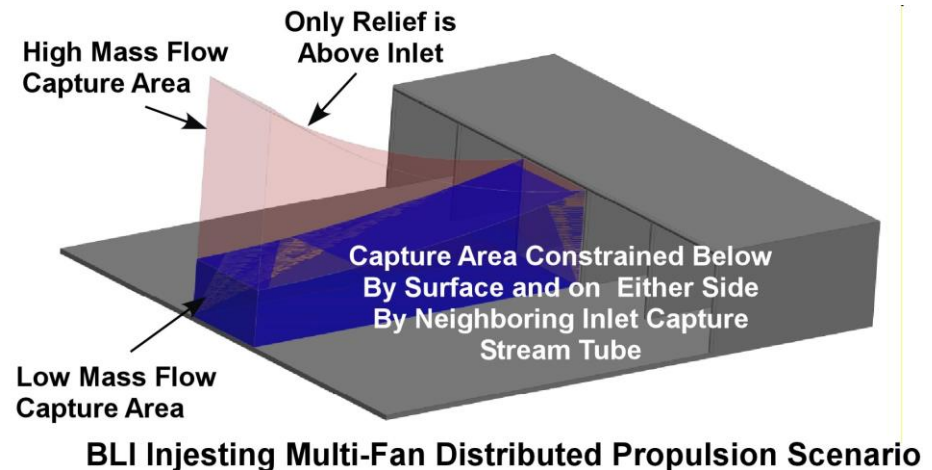 Only Relief is
Above Inlet
High Mass Flow
Capture Area
Capture Area Constrained Below
By Surface and on Either Side
By Neighboring Inlet Capture
Stream Tube
Low Mass Flow
Capture Area
BLI Injesting Multi-Fan Distributed Propulsion Scenario